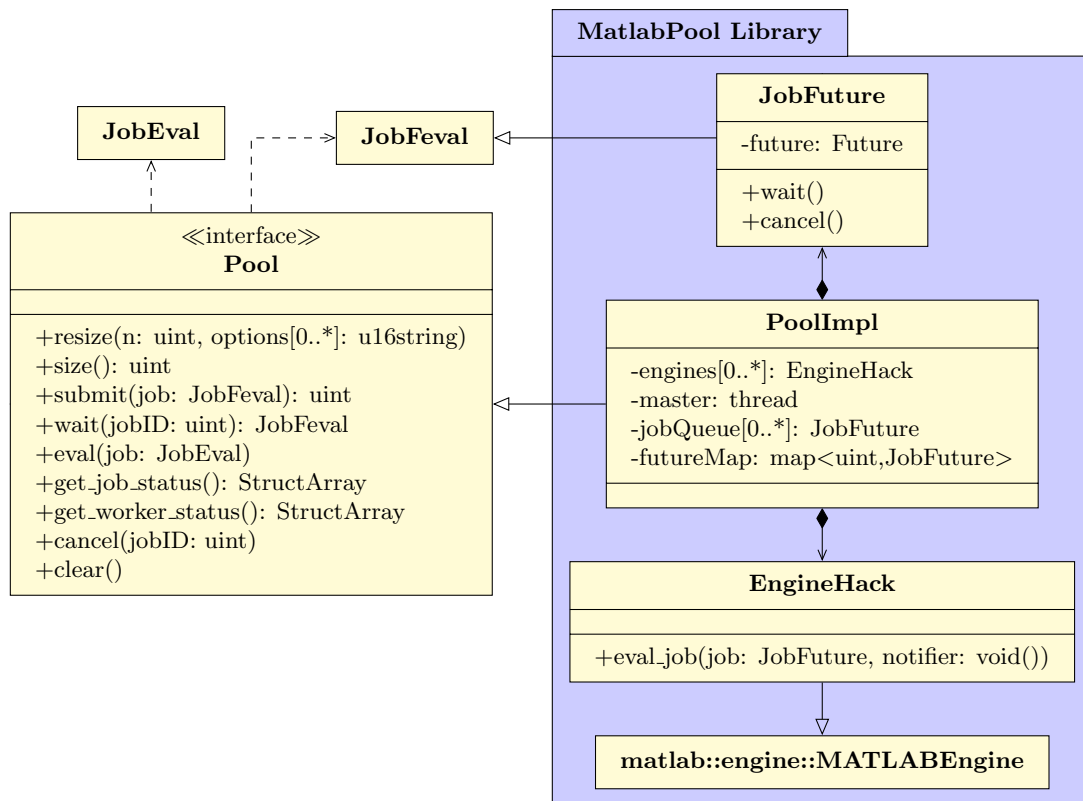 MatlabPool Library
JobFuture
-future: Future
+wait()
+cancel()
JobEval
JobFeval
≪interface≫
Pool
+resize(n: uint, options[0..*]: u16string)
+size(): uint
+submit(job: JobFeval): uint
+wait(jobID: uint): JobFeval
+eval(job: JobEval)
+get_job_status(): StructArray
+get_worker_status(): StructArray
+cancel(jobID: uint)
+clear()
PoolImpl
-engines[0..*]: EngineHack
-master: thread
-jobQueue[0..*]: JobFuture
-futureMap: map<uint,JobFuture>
EngineHack
+eval_job(job: JobFuture, notifier: void())
matlab::engine::MATLABEngine